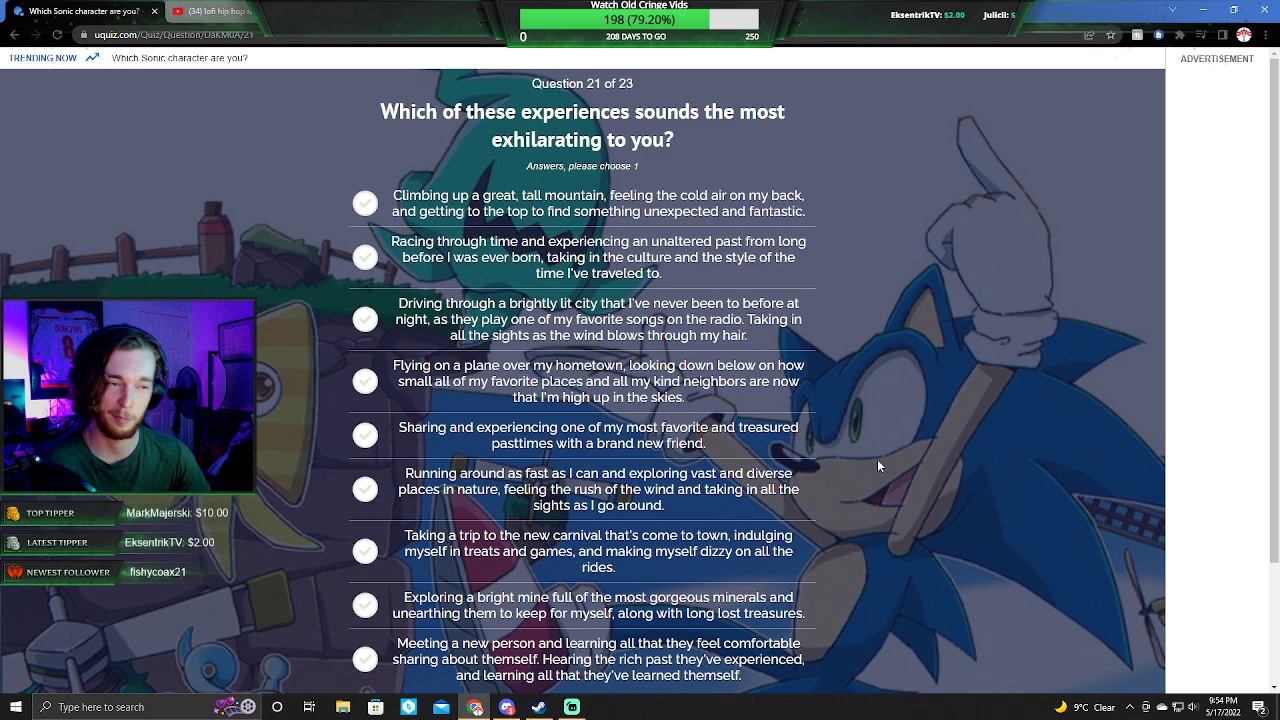 Which Sonic character are you?
(34) lofi hip hop r
Watch Old Cringe Vids
198 (79.20%)
0 208 DAYS TO GO 250
EksentrikTV: $2.00
Juilcii: $
TRENDING NOW Which Sonic character are you?
ADVERTISEMENT
Question 21 of 23
Which of these experiences sounds the most
exhilarating to you?
Answers, please choose 1
Climbing up a great, tall mountain, feeling the cold air on my back,
and getting to the top to find something unexpected and fantastic.
Racing through time and experiencing an unaltered past from long
before I was ever born, taking in the culture and the style of the
time I've traveled to.
Driving through a brightly lit city that I've never been to before at
night, as they play one of my favorite songs on the radio. Taking in
all the sights as the wind blows through my hair.
Flying on a plane over my hometown, looking down below on how
small all of my favorite places and all my kind neighbors are now
that I'm high up in the skies.
Sharing and experiencing one of my most favorite and treasured
pasttimes with a brand new friend.
Running around as fast as I can and exploring vast and diverse
places in nature, feeling the rush of the wind and taking in all the
sights as I go around.
Taking a trip to the new carnival that's come to town, indulging
myself in treats and games, and making myself dizzy on all the
rides.
Exploring a bright mine full of the most gorgeous minerals and
unearthing them to keep for myself, along with long lost treasures.
Meeting a new person and learning all that they feel comfortable
sharing about themself. Hearing the rich past they've experienced,
and learning all that they've learned themself.
TOP TIPPER MarkMajerski: $10.00
LATEST TIPPER EksentrikTV: $2.00
NEWEST FOLLOWER fishycoax21
Type here to search
9°C Clear
9:54 PM
5/17/2022